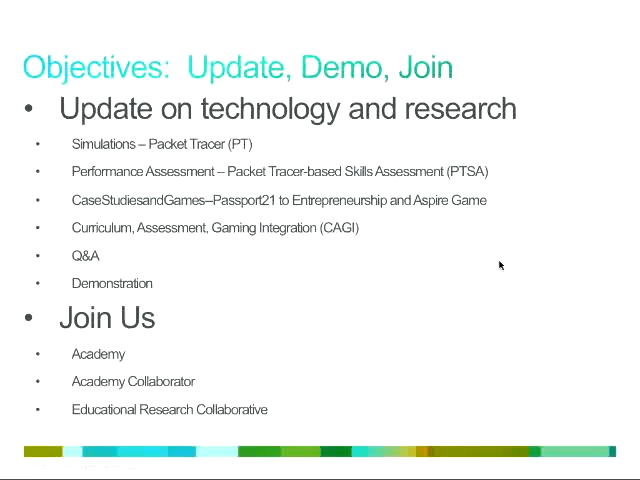 Objectives: Update, Demo, Join
• Update on technology and research
• Simulations – Packet Tracer (PT)
• Performance Assessment – Packet Tracer-based Skills Assessment (PTSA)
• CaseStudiesandGames–Passport21 to Entrepreneurship and Aspire Game
• Curriculum, Assessment, Gaming Integration (CAGI)
• Q&A
• Demonstration
• Join Us
• Academy
• Academy Collaborator
• Educational Research Collaborative